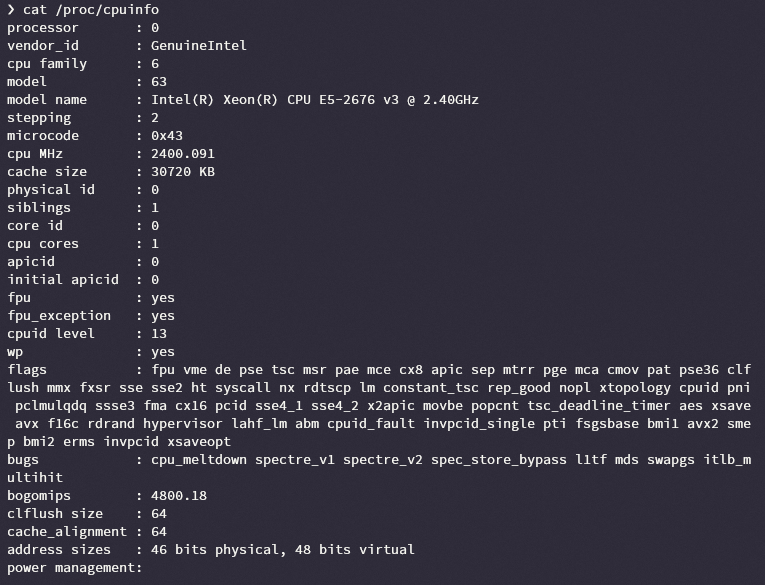 ❯ cat /proc/cpuinfo
processor       : 0
vendor_id       : GenuineIntel
cpu family      : 6
model           : 63
model name      : Intel(R) Xeon(R) CPU E5-2676 v3 @ 2.40GHz
stepping        : 2
microcode       : 0x43
cpu MHz         : 2400.091
cache size      : 30720 KB
physical id     : 0
siblings        : 1
core id         : 0
cpu cores       : 1
apicid          : 0
initial apicid  : 0
fpu             : yes
fpu_exception   : yes
cpuid level     : 13
wp              : yes
flags           : fpu vme de pse tsc msr pae mce cx8 apic sep mtrr pge mca cmov pat pse36 clf
lush mmx fxsr sse sse2 ht syscall nx rdtscp lm constant_tsc rep_good nopl xtopology cpuid pni
 pclmulqdq ssse3 fma cx16 pcid sse4_1 sse4_2 x2apic movbe popcnt tsc_deadline_timer aes xsave
 avx f16c rdrand hypervisor lahf_lm abm cpuid_fault invpcid_single pti fsgsbase bmi1 avx2 sme
p bmi2 erms invpcid xsaveopt
bugs            : cpu_meltdown spectre_v1 spectre_v2 spec_store_bypass l1tf mds swapgs itlb_m
ultihit
bogomips        : 4800.18
clflush size    : 64
cache_alignment : 64
address sizes   : 46 bits physical, 48 bits virtual
power management: